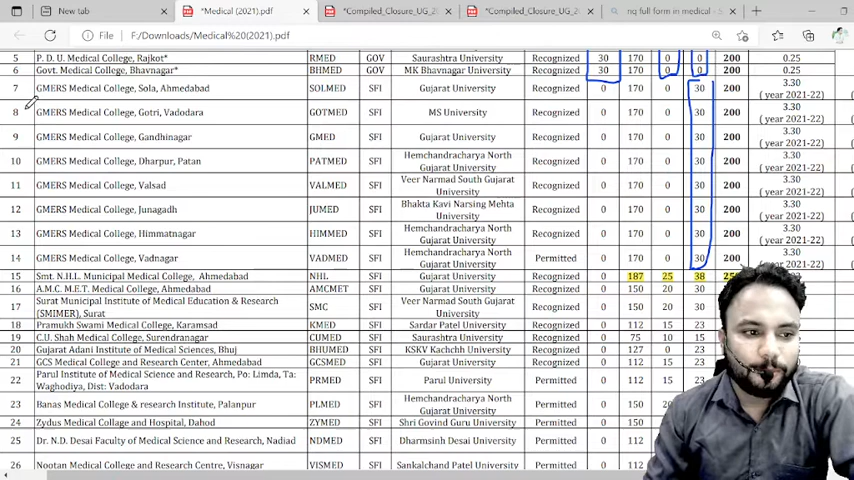 New tab
*Medical (2021).pdf
*Compiled_Closure_UG_
*Compiled_Closure_UG_2
nq full form in medical - S
File F:/Downloads/Medical%20(2021).pdf
5 P. D. U. Medical College, Rajkot* RMED GOV Saurashtra University Recognized 30 170 0 0 200 0.25
6 Govt. Medical College, Bhavnagar* BHMED GOV MK Bhavnagar University Recognized 30 170 0 0 200 0.25
7 GMERS Medical College, Sola, Ahmedabad SOLMED SFI Gujarat University Recognized 0 170 0 30 200 3.30 ( year 2021-22)
8 GMERS Medical College, Gotri, Vadodara GOTMED SFI MS University Recognized 0 170 0 30 200 3.30 ( year 2021-22)
9 GMERS Medical College, Gandhinagar GMED SFI Gujarat University Recognized 0 170 0 30 200 3.30 ( year 2021-22)
10 GMERS Medical College, Dharpur, Patan PATMED SFI Hemchandracharya North Gujarat University Recognized 0 170 0 30 200 3.30 ( year 2021-22)
11 GMERS Medical College, Valsad VALMED SFI Veer Narmad South Gujarat University Recognized 0 170 0 30 200 3.30 ( year 2021-22)
12 GMERS Medical College, Junagadh JUMED SFI Bhakta Kavi Narsing Mehta University Recognized 0 170 0 30 200 3.30 ( year 2021-22)
13 GMERS Medical College, Himmatnagar HIMMED SFI Hemchandracharya North Gujarat University Recognized 0 170 0 30 200 3.30 ( year 2021-22)
14 GMERS Medical College, Vadnagar VADMED SFI Hemchandracharya North Gujarat University Permitted 0 170 0 30 200 3.30 ( year 2021-22)
15 Smt. N.H.L. Municipal Medical College, Ahmedabad NHL SFI Gujarat University Recognized 0 187 25 38
16 A.M.C. M.E.T. Medical College, Ahmedabad AMCMET SFI Gujarat University Recognized 0 150 20 30
17 Surat Municipal Institute of Medical Education & Research (SMIMER), Surat SMC SFI Veer Narmad South Gujarat University Recognized 0 150 20 30
18 Pramukh Swami Medical College, Karamsad KMED SFI Sardar Patel University Recognized 0 112 15 23
19 C.U. Shah Medical College, Surendranagar CUMED SFI Saurashtra University Recognized 0 75 10 15
20 Gujarat Adani Institute of Medical Sciences, Bhuj BHUMED SFI KSKV Kachchh University Recognized 0 127 0 23
21 GCS Medical College and Research Center, Ahmedabad GCSMED SFI Gujarat University Recognized 0 112 15 23
22 Parul Institute of Medical Science and Research, Po: Limda, Ta: Waghodiya, Dist: Vadodara PRMED SFI Parul University Permitted 0 112 15 23
23 Banas Medical College & research Institute, Palanpur PLMED SFI Hemchandracharya North Gujarat University Permitted 0 150
24 Zydus Medical Collage and Hospital, Dahod ZYMED SFI Shri Govind Guru University Permitted 0 150
25 Dr. N.D. Desai Faculty of Medical Science and Research, Nadiad NDMED SFI Dharmsinh Desai University Permitted 0 112
26 Nootan Medical College and Research Centre, Visnagar VISMED SFI Sankalchand Patel University Permitted 0 112